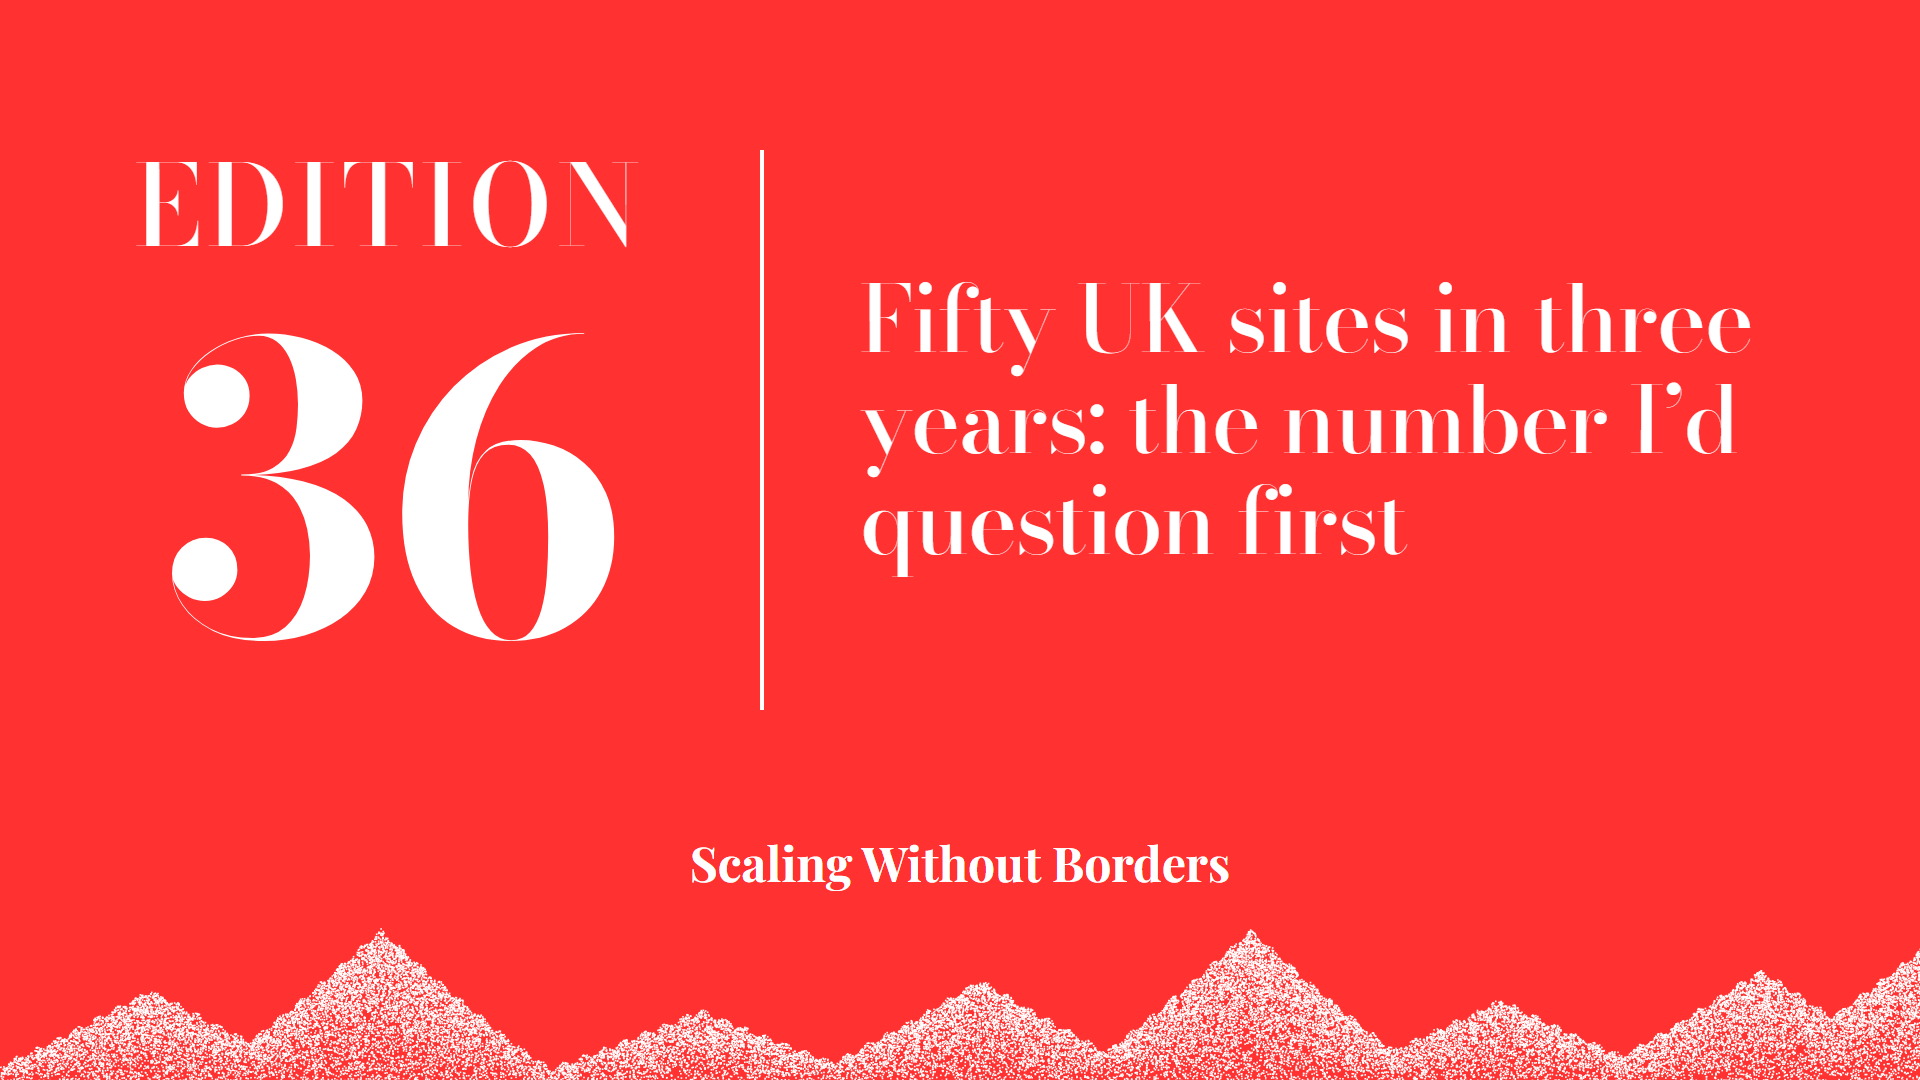 EDITION
36
Fifty UK sites in three
years: the number I’d
question first
Scaling Without Borders